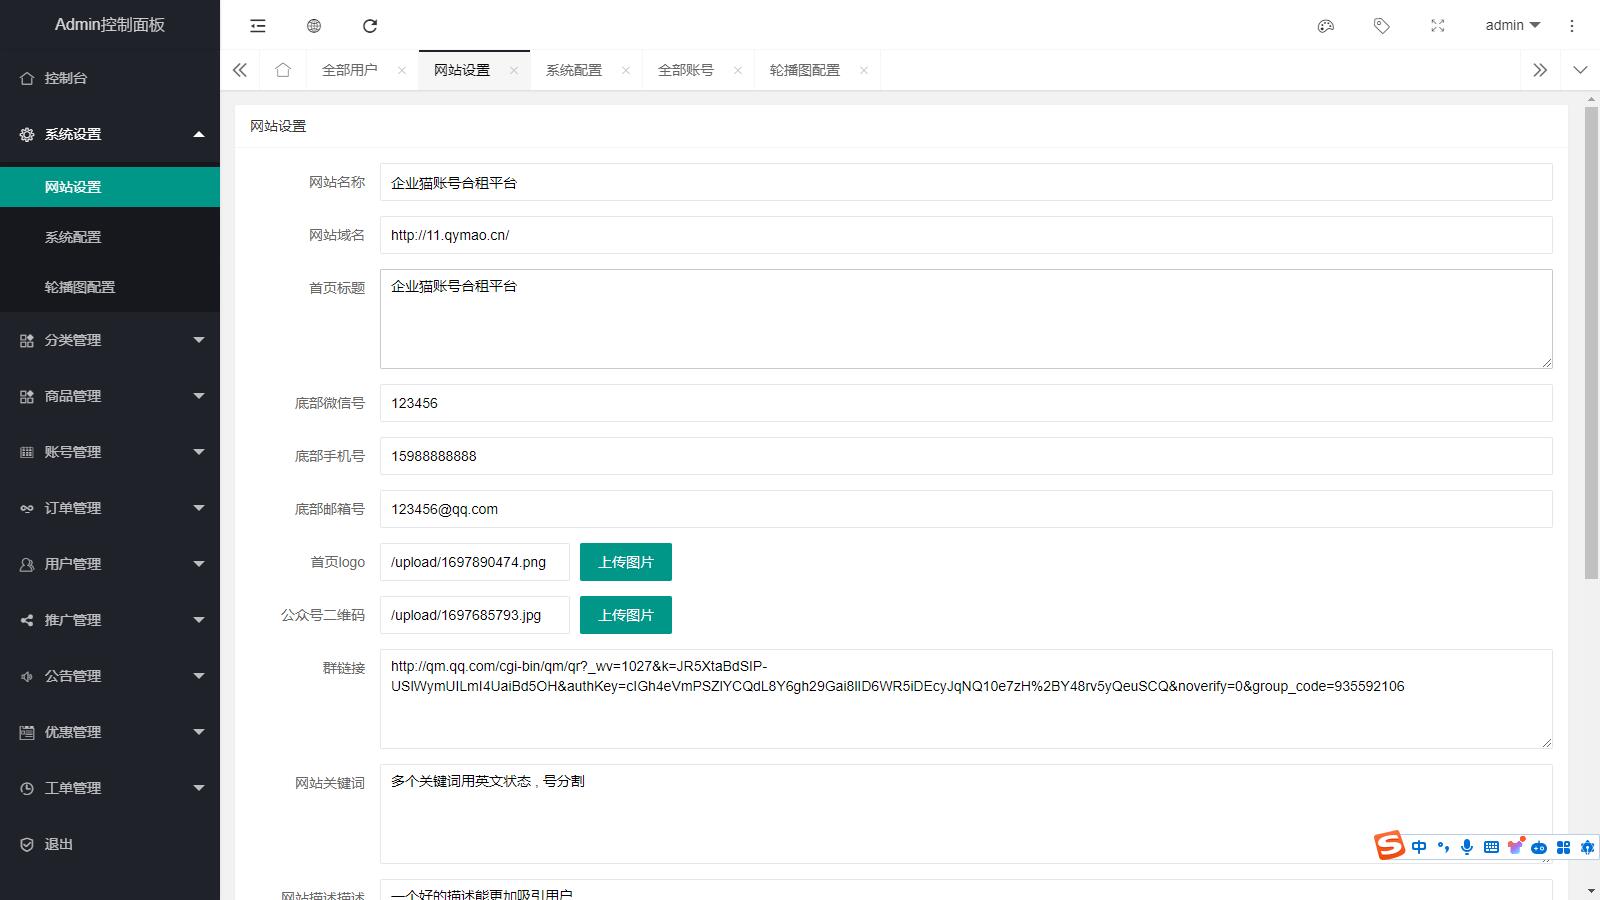 Admin控制面板
admin
控制台
系统设置
网站设置
系统配置
轮播图配置
分类管理
商品管理
账号管理
订单管理
用户管理
推广管理
公告管理
优惠管理
工单管理
退出
全部用户
网站设置
系统配置
全部账号
轮播图配置
网站设置
网站名称
企业猫账号合租平台
网站域名
http://11.qymao.cn/
首页标题
企业猫账号合租平台
底部微信号
123456
底部手机号
15988888888
底部邮箱号
123456@qq.com
首页logo
/upload/1697890474.png
上传图片
公众号二维码
/upload/1697685793.jpg
上传图片
群链接
http://qm.qq.com/cgi-bin/qm/qr?_wv=1027&k=JR5XtaBdSIP-
USlWymUILmI4UaiBd5OH&authKey=cIGh4eVmPSZIYCQdL8Y6gh29Gai8IlD6WR5iDEcyJqNQ10e7zH%2BY48rv5yQeuSCQ&noverify=0&group_code=935592106
网站关键词
多个关键词用英文状态 , 号分割
S中
网站描述描述
一个好的描述能更加吸引用户